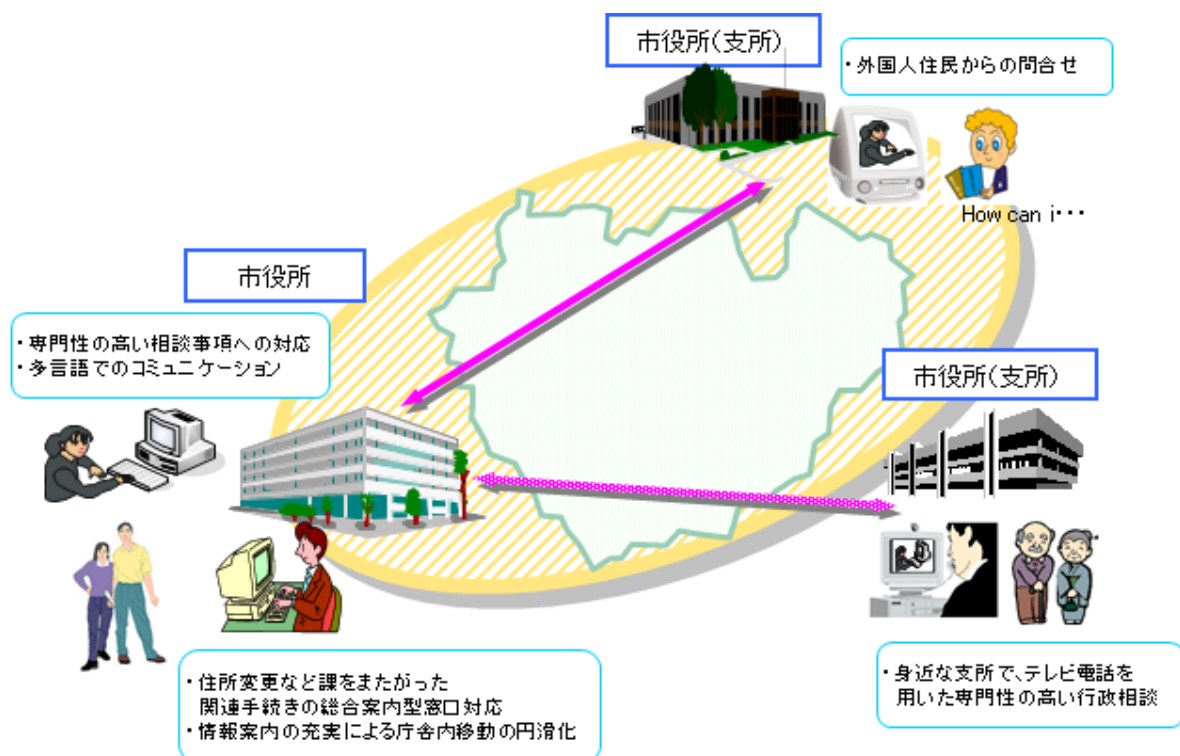 市役所(支所)
・外国人住民からの問合せ
How can i・・・
市役所
・専門性の高い相談事項への対応
・多言語でのコミュニケーション
市役所(支所)
・身近な支所で、テレビ電話を
用いた専門性の高い行政相談
・住所変更など課をまたがった
関連手続きの総合案内型窓口対応
・情報案内の充実による庁舎内移動の円滑化